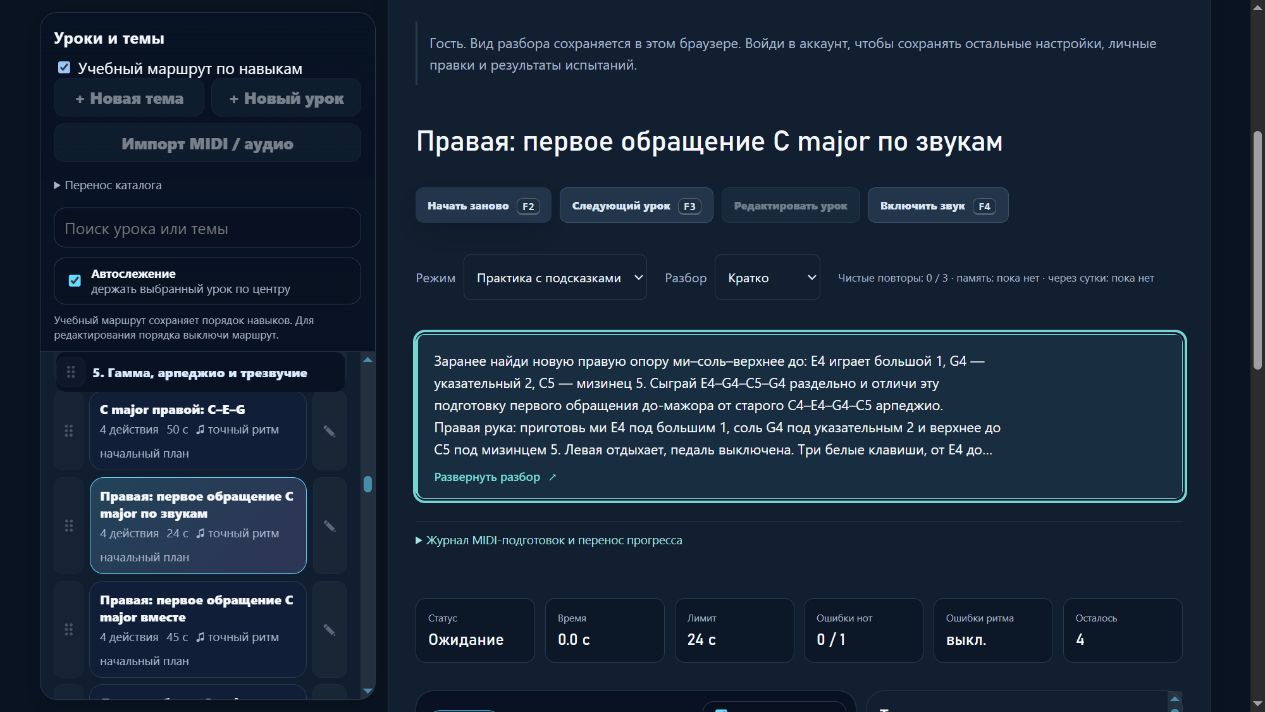 Уроки и темы
Учебный маршрут по навыкам
+ Новая тема
+ Новый урок
Импорт MIDI / аудио
Перенос каталога
Поиск урока или темы
Автослежение
держать выбранный урок по центру
Учебный маршрут сохраняет порядок навыков. Для
редактирования порядка выключи маршрут.
5. Гамма, арпеджио и трезвучие
C major правой: C–E–G
4 действия 50 с ♫ точный ритм
начальный план
Правая: первое обращение C
major по звукам
4 действия 24 с ♫ точный ритм
начальный план
Правая: первое обращение C
major вместе
4 действия 45 с ♫ точный ритм
начальный план
Гость. Вид разбора сохраняется в этом браузере. Войди в аккаунт, чтобы сохранять остальные настройки, личные
правки и результаты испытаний.
Правая: первое обращение C major по звукам
Начать заново F2
Следующий урок F3
Редактировать урок
Включить звук F4
Режим
Практика с подсказками
Разбор
Кратко
Чистые повторы: 0 / 3 · память: пока нет · через сутки: пока нет
Заранее найди новую правую опору ми–соль–верхнее до: E4 играет большой 1, G4 —
указательный 2, C5 — мизинец 5. Сыграй E4–G4–C5–G4 раздельно и отличи эту
подготовку первого обращения до-мажора от старого C4–E4–G4–C5 арпеджио.
Правая рука: приготовь ми E4 под большим 1, соль G4 под указательным 2 и верхнее до
C5 под мизинцем 5. Левая отдыхает, педаль выключена. Три белые клавиши, от E4 до...
Развернуть разбор ↗
Журнал MIDI-подготовок и перенос прогресса
Статус
Ожидание
Время
0.0 с
Лимит
24 с
Ошибки нот
0 / 1
Ошибки ритма
выкл.
Осталось
4